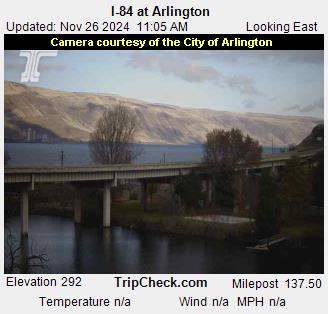 I-84 at Arlington
Updated: Nov 26 2024 11:05 AM Looking East
Camera courtesy of the City of Arlington
Elevation 292 TripCheck.com Milepost 137.50
Temperature n/a Wind n/a MPH n/a